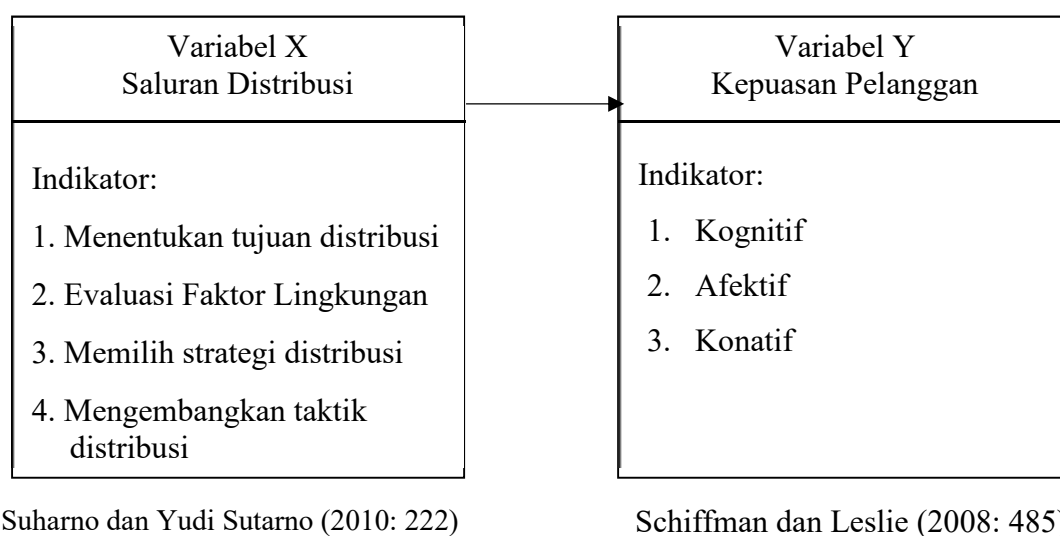 Variabel X
Saluran Distribusi
Indikator:
1. Menentukan tujuan distribusi
2. Evaluasi Faktor Lingkungan
3. Memilih strategi distribusi
4. Mengembangkan taktik
distribusi
Suharno dan Yudi Sutarno (2010: 222)
Variabel Y
Kepuasan Pelanggan
Indikator:
1. Kognitif
2. Afektif
3. Konatif
Schiffman dan Leslie (2008: 485)